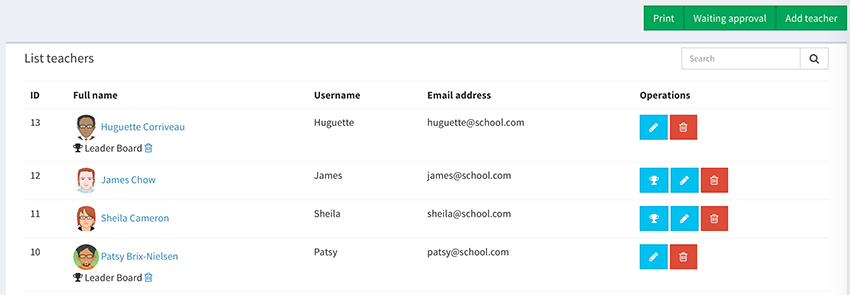 Print Waiting approval Add teacher
List teachers Search
ID Full name Username Email address Operations
13 Huguette Corriveau Huguette huguette@school.com
Leader Board
12 James Chow James james@school.com
11 Sheila Cameron Sheila sheila@school.com
10 Patsy Brix-Nielsen Patsy patsy@school.com
Leader Board